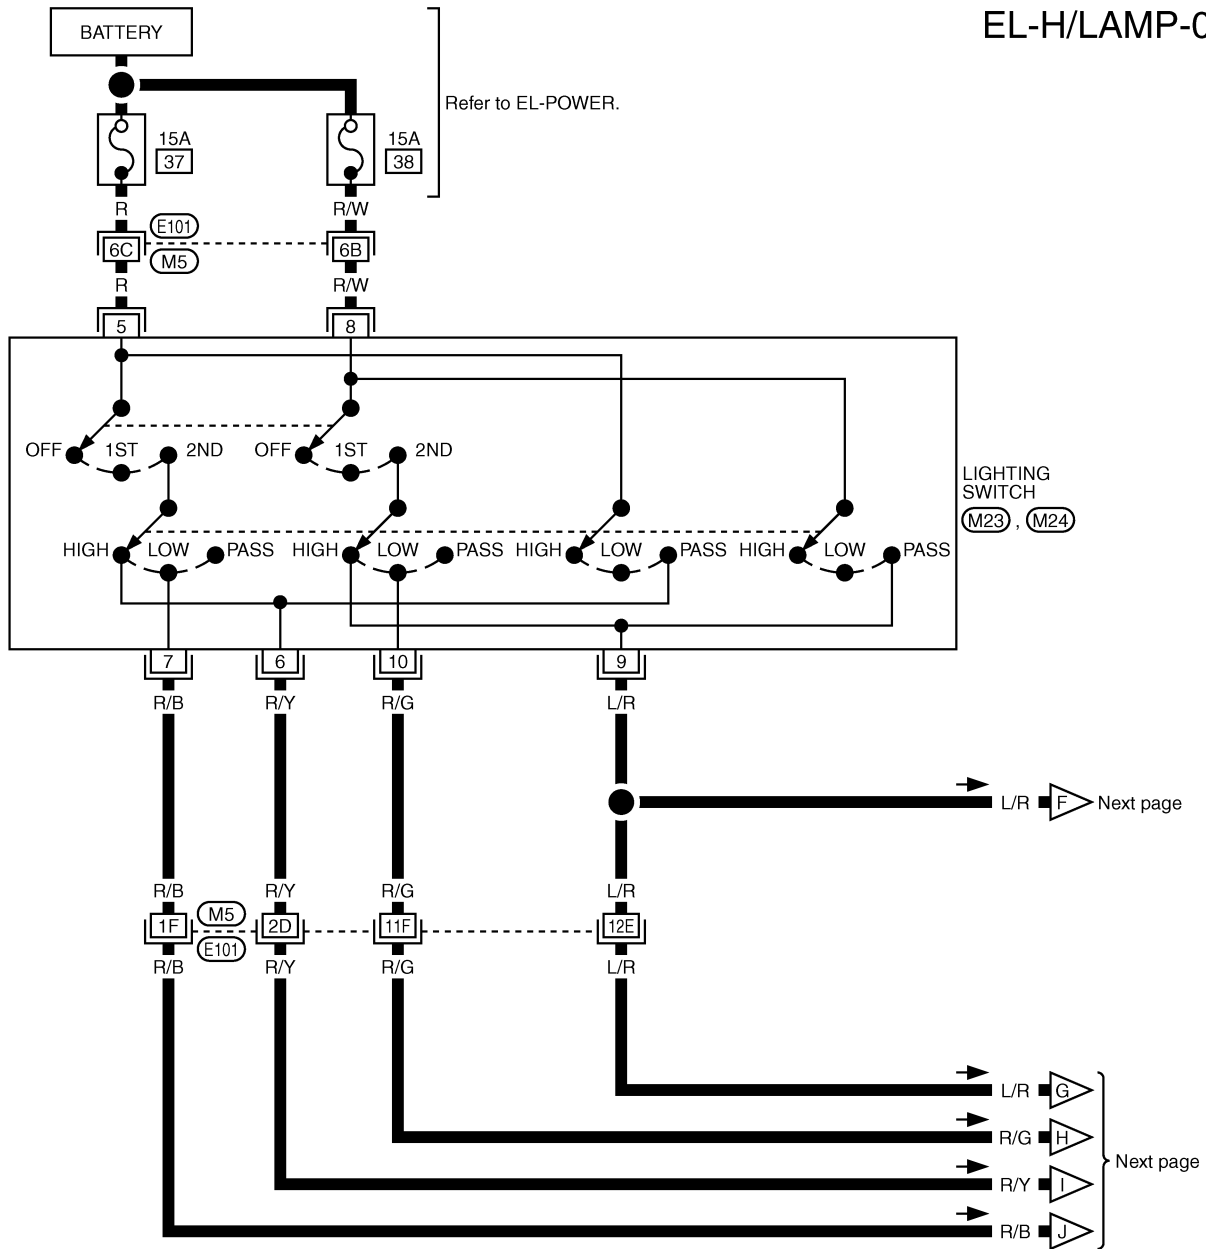 EL-H/LAMP-0
BATTERY
Refer to EL-POWER.
15A
37
15A
38
R
R/W
E101
6C
6B
M5
R
R/W
5
8
OFF 1ST 2ND
OFF 1ST 2ND
LIGHTING
SWITCH
M23 , M24
HIGH LOW PASS
HIGH LOW PASS
HIGH LOW PASS
HIGH LOW PASS
7
6
10
9
R/B
R/Y
R/G
L/R
L/R
F
Next page
R/B
R/Y
R/G
L/R
M5
1F
2D
11F
12E
E101
R/B
R/Y
R/G
L/R
L/R
G
R/G
H
Next page
R/Y
I
R/B
J